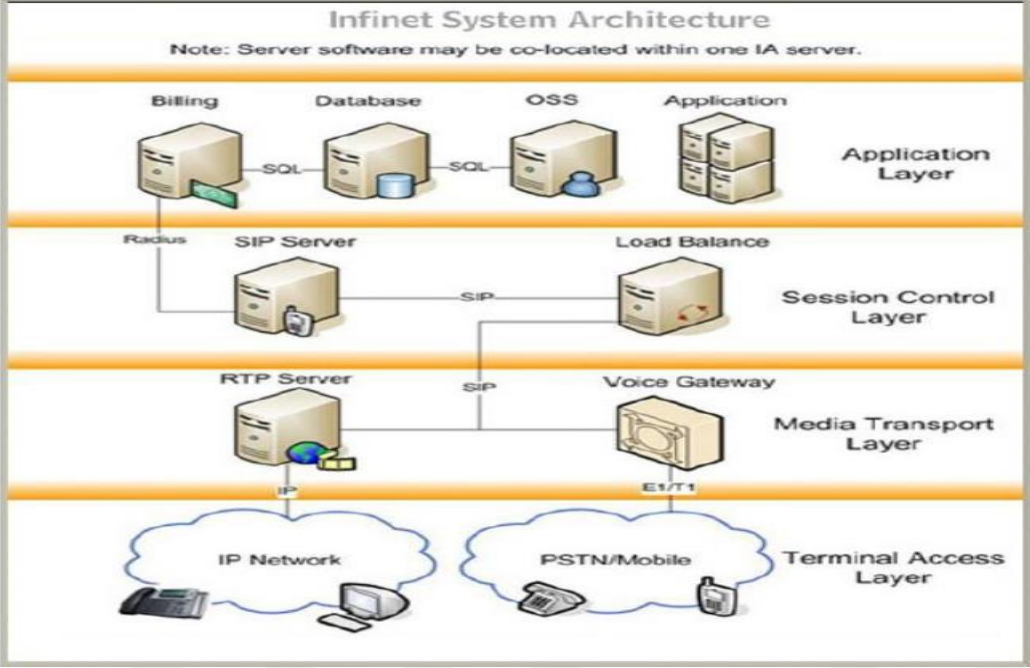 Infinet System Architecture
Note: Server software may be co-located within one IA server.
Billing
Database
OSS
Application
SQL
SQL
Application
Layer
Radius
SIP Server
Load Balance
SIP
Session Control
Layer
RTP Server
SIP
Voice Gateway
Media Transport
Layer
IP
E1/T1
IP Network
PSTN/Mobile
Terminal Access
Layer